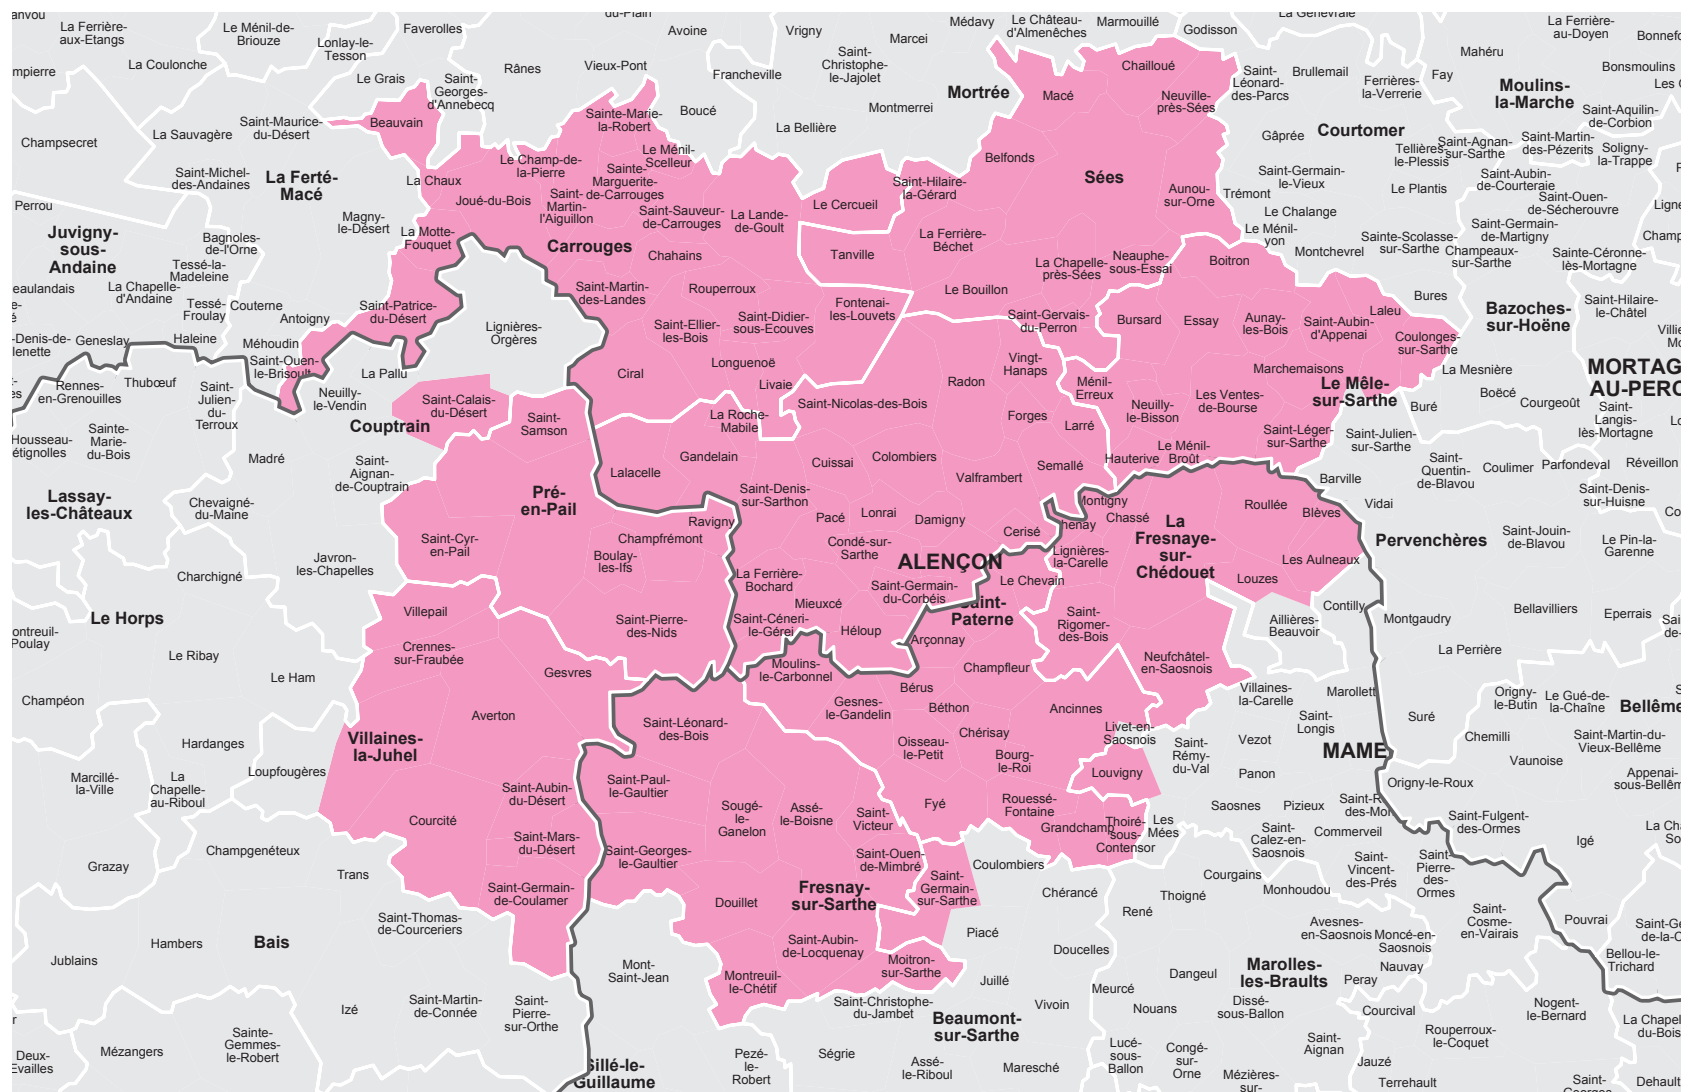 La Ferrière-
aux-Etangs
Le Ménil-de-
Briouze
Lonlay-le-
Tesson
Faverolles
Avoine
Vrigny
Marcei
Médavy
Le Château-
d'Almenêches
Marmouillé
Godisson
La Ferrière-
au-Doyen
Mahéru
La Coulonche
Le Grais
Saint-
Georges-
d'Annebecq
Rânes
Vieux-Pont
Francheville
Saint-
Christophe-
le-Jajolet
Mortrée
Macé
Chailloué
Neuville-
près-Sées
Saint-
Léonard-
des-Parcs
Brullemail
Ferrières-
la-Verrerie
Fay
Moulins-
la-Marche
Bonsmoulins
Champsecret
La Sauvagère
Saint-Maurice-
du-Désert
Beauvain
Sainte-Marie-
la-Robert
Boucé
La Bellière
Montmerrei
Gâprée
Courtomer
Saint-Aquilin-
de-Corbion
Tellières-
le-Plessis
Saint-Agnan-
sur-Sarthe
Saint-Martin-
des-Pézerits
Soligny-
la-Trappe
Saint-Michel-
des-Andaines
La Ferté-
Macé
La Chaux
Le Champ-de-
la-Pierre
Le Ménil-
Scelleur
Sainte-
Marguerite-
de-Carrouges
Belfonds
Sées
Saint-Germain-
le-Vieux
Le Plantis
Saint-Aubin-
de-Courteraie
Perrou
Joué-du-Bois
Saint-
Martin-
l'Aiguillon
Saint-Sauveur-
de-Carrouges
La Lande-
de-Goult
Le Cercueil
Saint-Hilaire-
la-Gérard
Aunou-
sur-Orne
Trémont
Le Chalange
Saint-Ouen-
de-Sécherouvre
Juvigny-
sous-
Andaine
Bagnoles-
de-l'Orne
Magny-
le-Désert
La Motte-
Fouquet
Carrouges
Chahains
Tanville
La Ferrière-
Béchet
Le Ménil-
yon
Montchevrel
Sainte-Scolasse-
sur-Sarthe
Saint-Germain-
de-Martigny
Champeaux-
sur-Sarthe
Sainte-Céronne-
lès-Mortagne
Tessé-la-
Madeleine
La Chapelle-
d'Andaine
Tessé-
Froulay
Couterne
Antoigny
Saint-Patrice-
du-Désert
Saint-Martin-
des-Landes
Rouperroux
Fontenai-
les-Louvets
La Chapelle-
près-Sées
Neauphe-
sous-Essai
Boitron
Le Bouillon
Bures
Bazoches-
sur-Hoëne
Saint-Hilaire-
le-Châtel
Geneslay
Haleine
Méhoudin
Lignières-
Orgères
Saint-Ellier-
les-Bois
Saint-Didier-
sous-Ecouves
Saint-Gervais-
du-Perron
Bursard
Essay
Aunay-
les-Bois
Saint-Aubin-
d'Appenai
Laleu
Coulonges-
sur-Sarthe
Rennes-
en-Grenouilles
Thubœuf
Saint-
Julien-
du-
Terroux
Saint-Ouen-
le-Brisoult
La Pallu
Neuilly-
le-Vendin
Couptrain
Saint-Calais-
du-Désert
Saint-
Samson
Ciral
Longuenoë
Livaie
La Roche-
Mabile
Saint-Nicolas-des-Bois
Radon
Vingt-
Hanaps
Forges
Larré
Ménil-
Erreux
Neuilly-
le-Bisson
Les Ventes-
de-Bourse
Marchemaisons
Le Mêle-
sur-Sarthe
La Mesnière
Boëcé
Buré
Courgeoût
Saint-
Langis-
lès-Mortagne
Sainte-
Marie-
du-Bois
Madré
Saint-
Aignan-
de-Couptrain
Lalacelle
Gandelain
Cuissai
Colombiers
Valframbert
Semallé
Hauterive
Le Ménil-
Broût
Saint-Léger-
sur-Sarthe
Saint-Julien-
sur-Sarthe
Barville
Saint-
Quentin-
de-Blavou
Coulimer
Parfondeval
Réveillon
Saint-Denis-
sur-Huisne
Lassay-
les-Châteaux
Chevaigné-
du-Maine
Pré-
en-Pail
Saint-Denis-
sur-Sarthon
Pacé
Lonrai
Damigny
Cerisé
Montigny
Chassé
La
Fresnaye-
sur-
Chédouet
Roullée
Blèves
Vidai
Pervenchères
Saint-Jouin-
de-Blavou
Le Pin-la-
Garenne
Javron-
les-Chapelles
Charchigné
Saint-Cyr-
en-Pail
Ravigny
Champfrémont
Boulay-
les-Ifs
Condé-sur-
Sarthe
ALENÇON
Lignières-
la-Carelle
Le Chevain
Les Aulneaux
Louzes
Le Horps
Villepail
Saint-Pierre-
des-Nids
La Ferrière-
Bochard
Mieuxcé
Saint-Germain-
du-Corbéis
Saint-Céneri-
le-Gérei
Héloup
Paterne
Arçonnay
Saint-
Rigomer-
des-Bois
Aillières-
Beauvoir
Contilly
Montgaudry
Bellavilliers
Eperrais
Le Ribay
Le Ham
Crennes-
sur-Fraubée
Gesvres
Moulins-
le-Carbonnel
Champfleur
Neufchâtel-
en-Saosnois
La Perrière
Champéon
Averton
Saint-Léonard-
des-Bois
Gesnes-
le-Gandelin
Bérus
Béthon
Chérisay
Ancinnes
Livet-en-
Saosnois
Villaines-
la-Carelle
Marollett
Saint-
Longis
MAME
Suré
Origny-
le-Butin
Le Gué-de-
la-Chaîne
Bellême
Hardanges
Loupfougères
Villaines-
la-Juhel
Oisseau-
le-Petit
Bourg-
le-Roi
Louvigny
Saint-
Rémy-
du-Val
Vezot
Panon
Chemilli
Saint-Martin-du-
Vieux-Bellême
Vaunoise
Marcillé-
la-Ville
La
Chapelle-
au-Riboul
Saint-Aubin-
du-Désert
Saint-Paul-
le-Gaultier
Sougé-
le-
Ganelon
Assé-
le-Boisne
Saint-
Victeur
Fyé
Rouessé-
Fontaine
Grandchamp
Thoiré-
sous-
Contensor
Les
Mées
Saosnes
Pizieux
Origny-le-Roux
Saint-Fulgent-
des-Ormes
Igé
Courcité
Saint-Mars-
du-Désert
Saint-Georges-
le-Gaultier
Saint-Ouen-
de-Mimbré
Coulombiers
Saint-
Calez-en-
Saosnois
Commerveil
Saint-
Vincent-
des-Prés
Saint-
Pierre-
des-
Ormes
Grazay
Champgenéteux
Trans
Saint-Germain-
de-Coulamer
Douillet
Fresnay-
sur-Sarthe
Saint-
Germain-
sur-Sarthe
Chérancé
Thoigné
Courgains
Monhoudou
René
Bais
Hambers
Jublains
Saint-Thomas-
de-Courceriers
Saint-Aubin-
de-Locquenay
Piacé
Doucelles
Avesnes-
en-Saosnois
Moncé-en-
Saosnois
Saint-
Cosme-
en-Vairais
Pouvrai
Bellou-le-
Trichard
Izé
Saint-Martin-
de-Connée
Saint-
Pierre-
sur-Orthe
Mont-
Saint-Jean
Montreuil-
le-Chétif
Moitron-
sur-Sarthe
Juillé
Meurcé
Dangeul
Marolles-
les-Braults
Nauvay
Peray
Saint-Christophe-
du-Jambet
Vivoin
Nouans
Dissé-
sous-Ballon
Courcival
Nogent-
le-Bernard
Mézangers
Sainte-
Gemmes-
le-Robert
Sillé-le-
Guillaume
Pezé-
le-
Robert
Ségrie
Beaumont-
sur-Sarthe
Assé-
le-Riboul
Maresché
Lucé-
sous-
Ballon
Congé-
sur-
Orne
Mézières-
sur-
Saint-
Aignan
Jauzé
Rouperroux-
le-Coquet
Terrehault